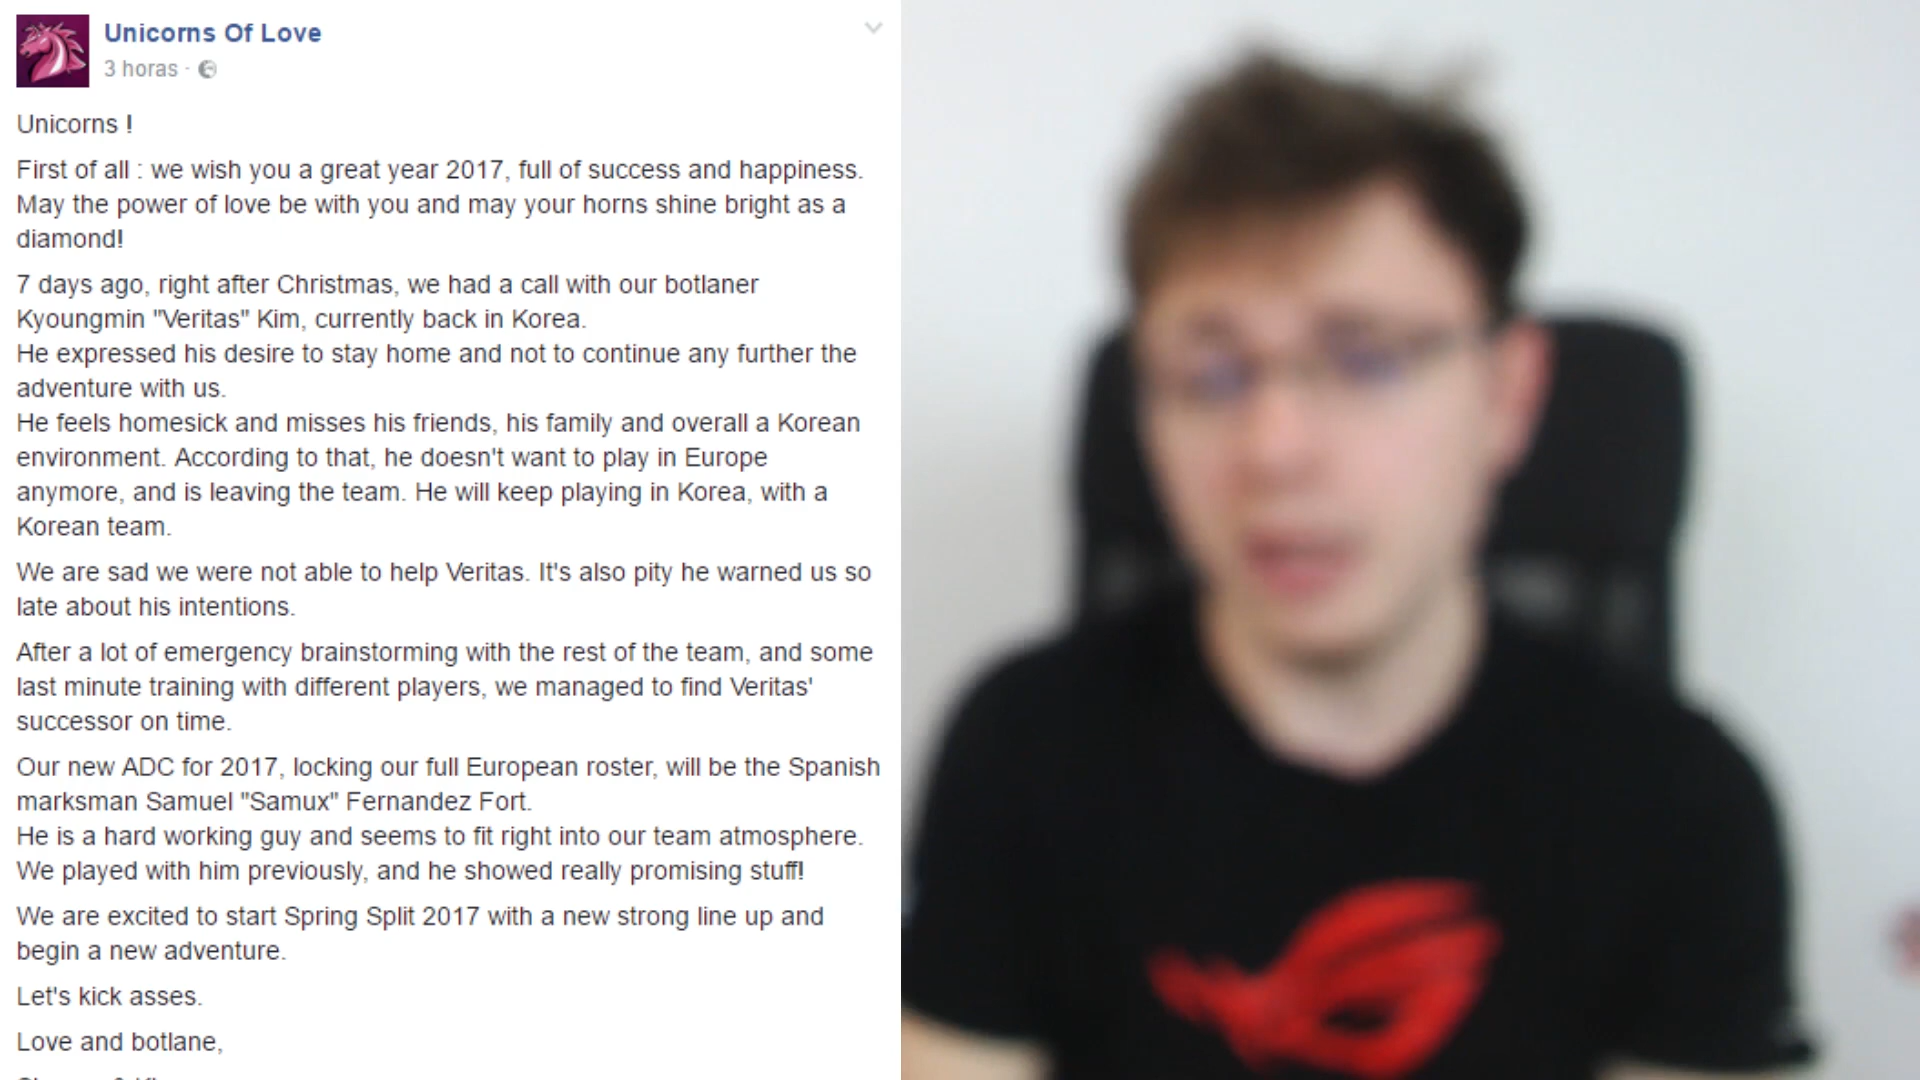 Unicorns Of Love
3 horas ·
Unicorns !
First of all : we wish you a great year 2017, full of success and happiness.
May the power of love be with you and may your horns shine bright as a
diamond!
7 days ago, right after Christmas, we had a call with our botlaner
Kyoungmin "Veritas" Kim, currently back in Korea.
He expressed his desire to stay home and not to continue any further the
adventure with us.
He feels homesick and misses his friends, his family and overall a Korean
environment. According to that, he doesn't want to play in Europe
anymore, and is leaving the team. He will keep playing in Korea, with a
Korean team.
We are sad we were not able to help Veritas. It's also pity he warned us so
late about his intentions.
After a lot of emergency brainstorming with the rest of the team, and some
last minute training with different players, we managed to find Veritas'
successor on time.
Our new ADC for 2017, locking our full European roster, will be the Spanish
marksman Samuel "Samux" Fernandez Fort.
He is a hard working guy and seems to fit right into our team atmosphere.
We played with him previously, and he showed really promising stuff!
We are excited to start Spring Split 2017 with a new strong line up and
begin a new adventure.
Let's kick asses.
Love and botlane,